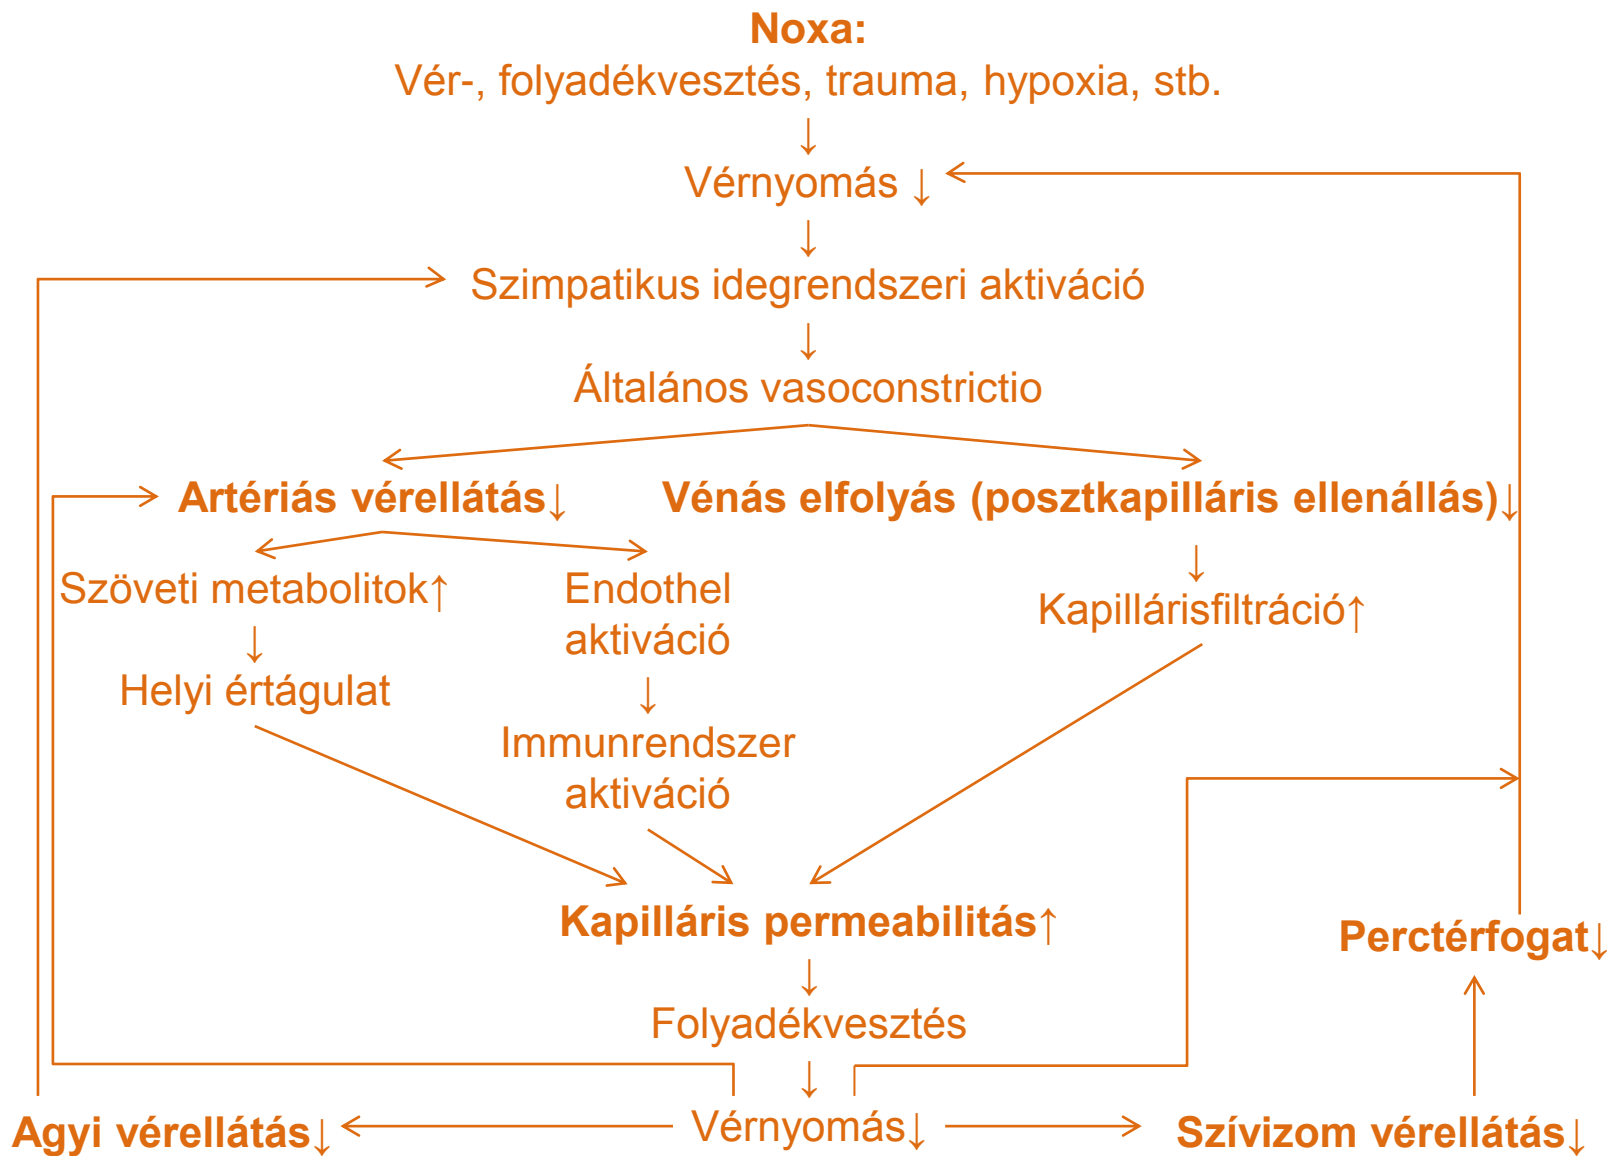 Noxa:
Vér-, folyadékvesztés, trauma, hypoxia, stb.
↓
Vérnyomás ↓
↓
Szimpatikus idegrendszeri aktiváció
↓
Általános vasoconstrictio
Artériás vérellátás↓
Vénás elfolyás (posztkapilláris ellenállás)↓
Szöveti metabolitok↑
↓
Helyi értágulat
Endothel
aktiváció
↓
Immunrendszer
aktiváció
↓
Kapillárisfiltráció↑
Kapilláris permeabilitás↑
↓
Folyadékvesztés
↓
Perctérfogat↓
Agyi vérellátás↓
Vérnyomás↓
Szívizom vérellátás↓